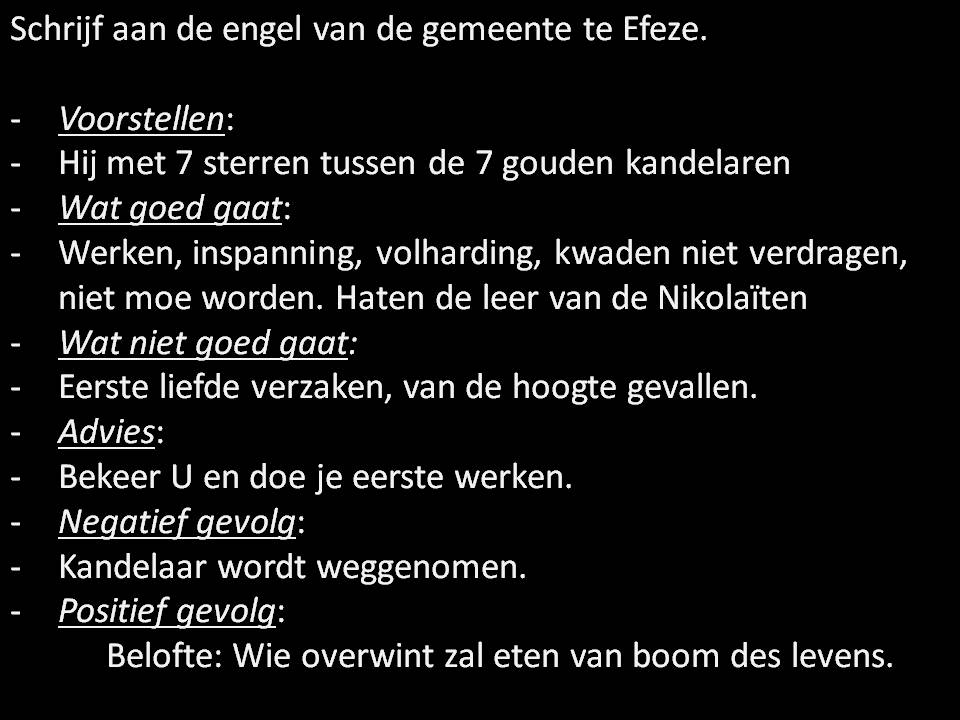 Schrijf aan de engel van de gemeente te Efeze.
- Voorstellen:
- Hij met 7 sterren tussen de 7 gouden kandelaren
- Wat goed gaat:
- Werken, inspanning, volharding, kwaden niet verdragen,
niet moe worden. Haten de leer van de Nikolaïten
- Wat niet goed gaat:
- Eerste liefde verzaken, van de hoogte gevallen.
- Advies:
- Bekeer U en doe je eerste werken.
- Negatief gevolg:
- Kandelaar wordt weggenomen.
- Positief gevolg:
Belofte: Wie overwint zal eten van boom des levens.